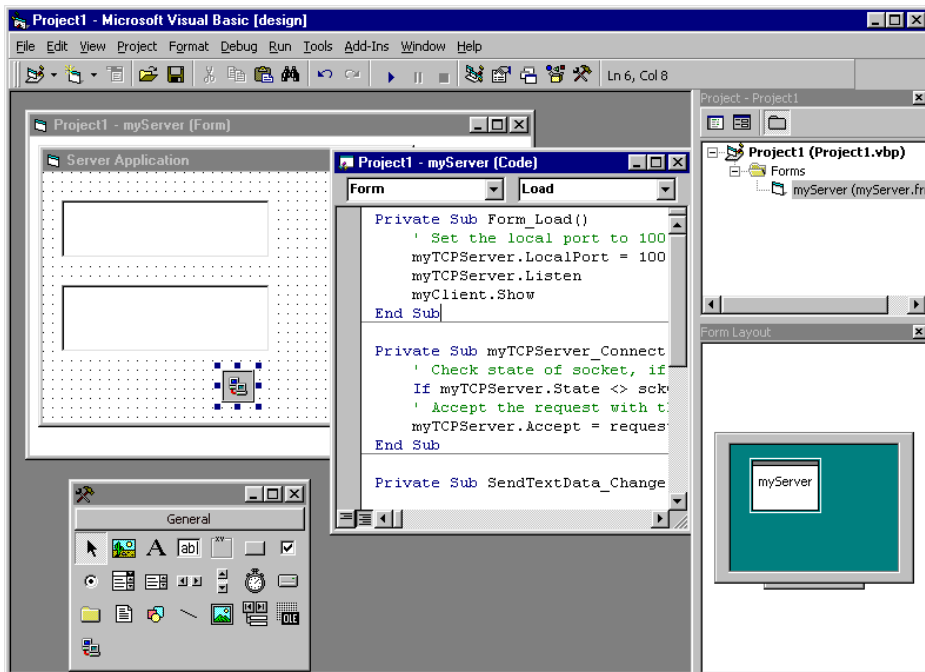 Project1 - Microsoft Visual Basic [design]
File Edit View Project Format Debug Run Tools Add-Ins Window Help
Ln 6, Col 8
Project1 - myServer (Form)
Server Application
Project1 - myServer (Code)
Form Load
Private Sub Form_Load()
' Set the local port to 100
myTCPServer.LocalPort = 100
myTCPServer.Listen
myClient.Show
End Sub
Private Sub myTCPServer_Connect
' Check state of socket, if
If myTCPServer.State <> sck
' Accept the request with t
myTCPServer.Accept = reques
End Sub
Private Sub SendTextData_Change
General
A ab| XY
OLE
Project - Project1
Project1 (Project1.vbp)
Forms
myServer (myServer.fr
Form Layout
myServer